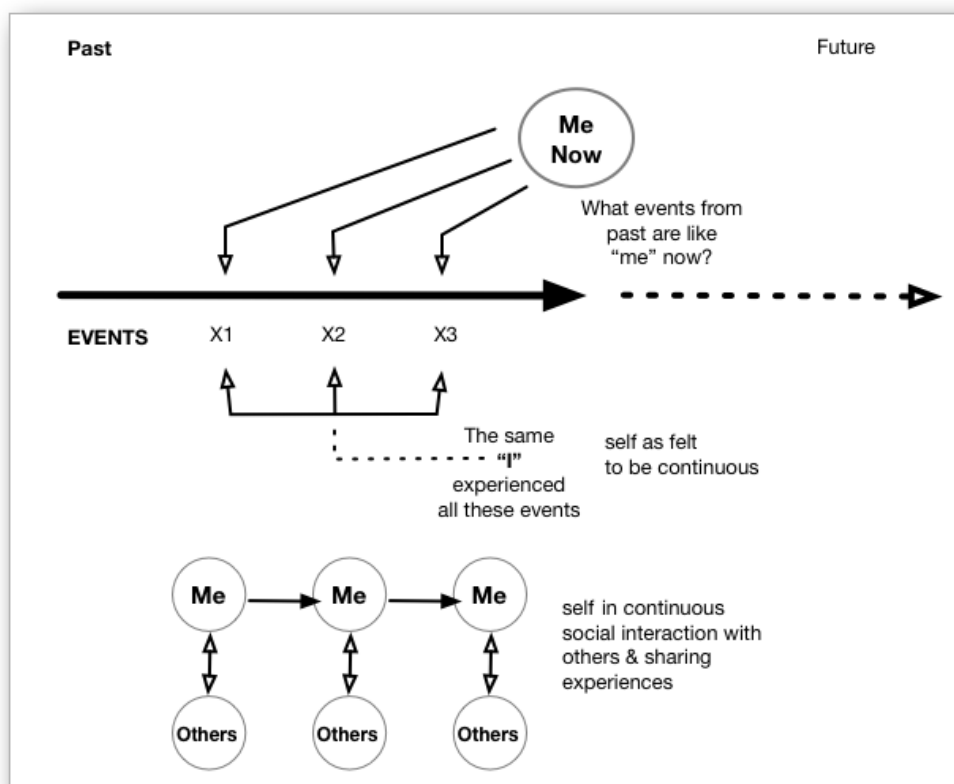 Past
Future
Me
Now
What events from
past are like
“me” now?
EVENTS
X1
X2
X3
The same
“I”
experienced
all these events
self as felt
to be continuous
Me
Me
Me
self in continuous
social interaction with
others & sharing
experiences
Others
Others
Others